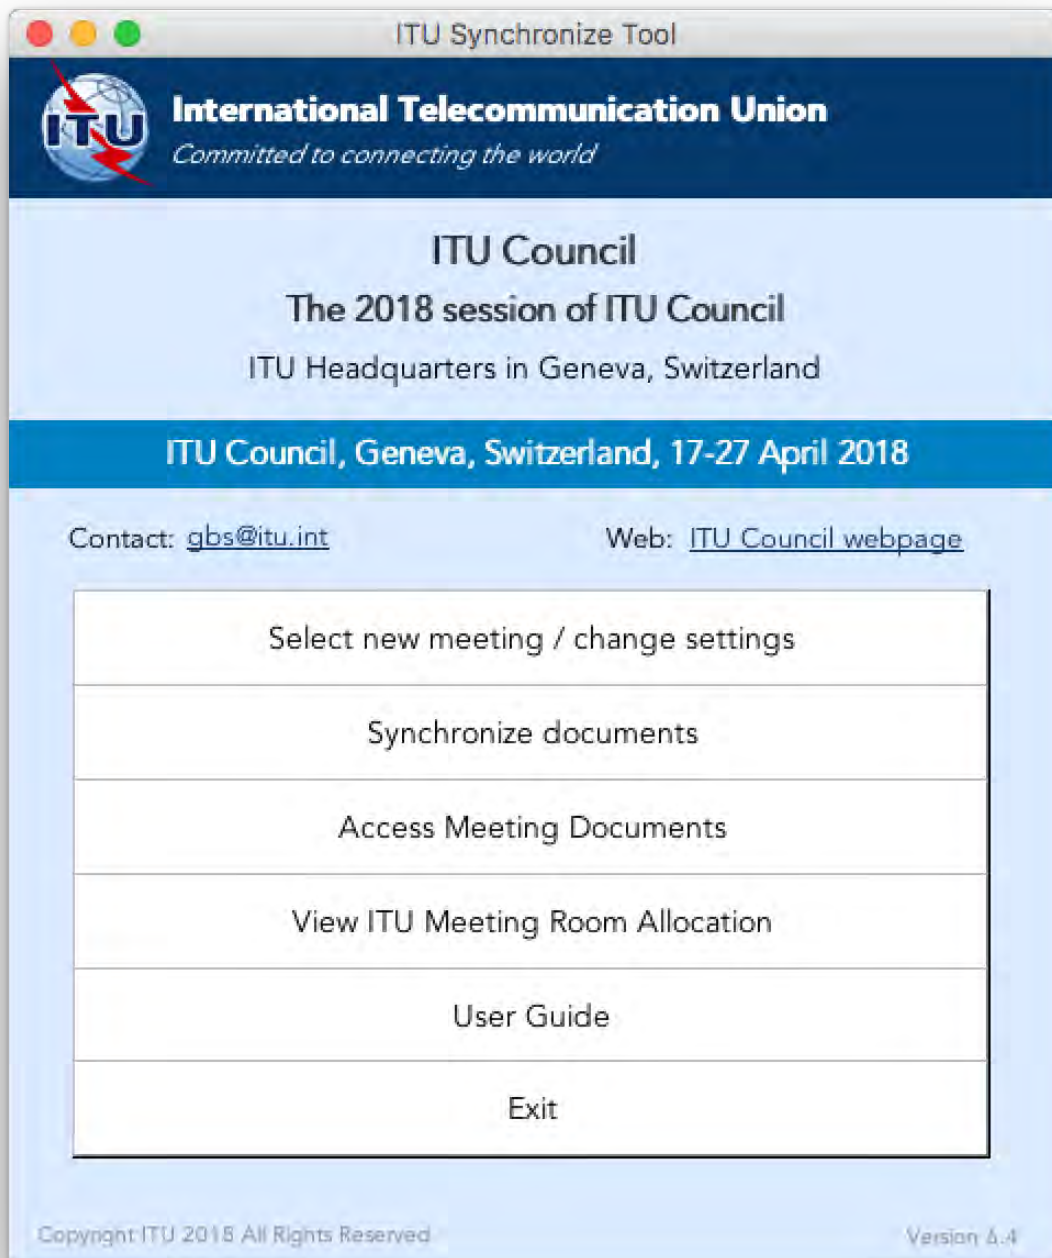 ITU Synchronize Tool
ITU
International Telecommunication Union
Committed to connecting the world
ITU Council
The 2018 session of ITU Council
ITU Headquarters in Geneva, Switzerland
ITU Council, Geneva, Switzerland, 17-27 April 2018
Contact: gbs@itu.int Web: ITU Council webpage
Select new meeting / change settings
Synchronize documents
Access Meeting Documents
View ITU Meeting Room Allocation
User Guide
Exit
Copyright ITU 2018 All Rights Reserved Version